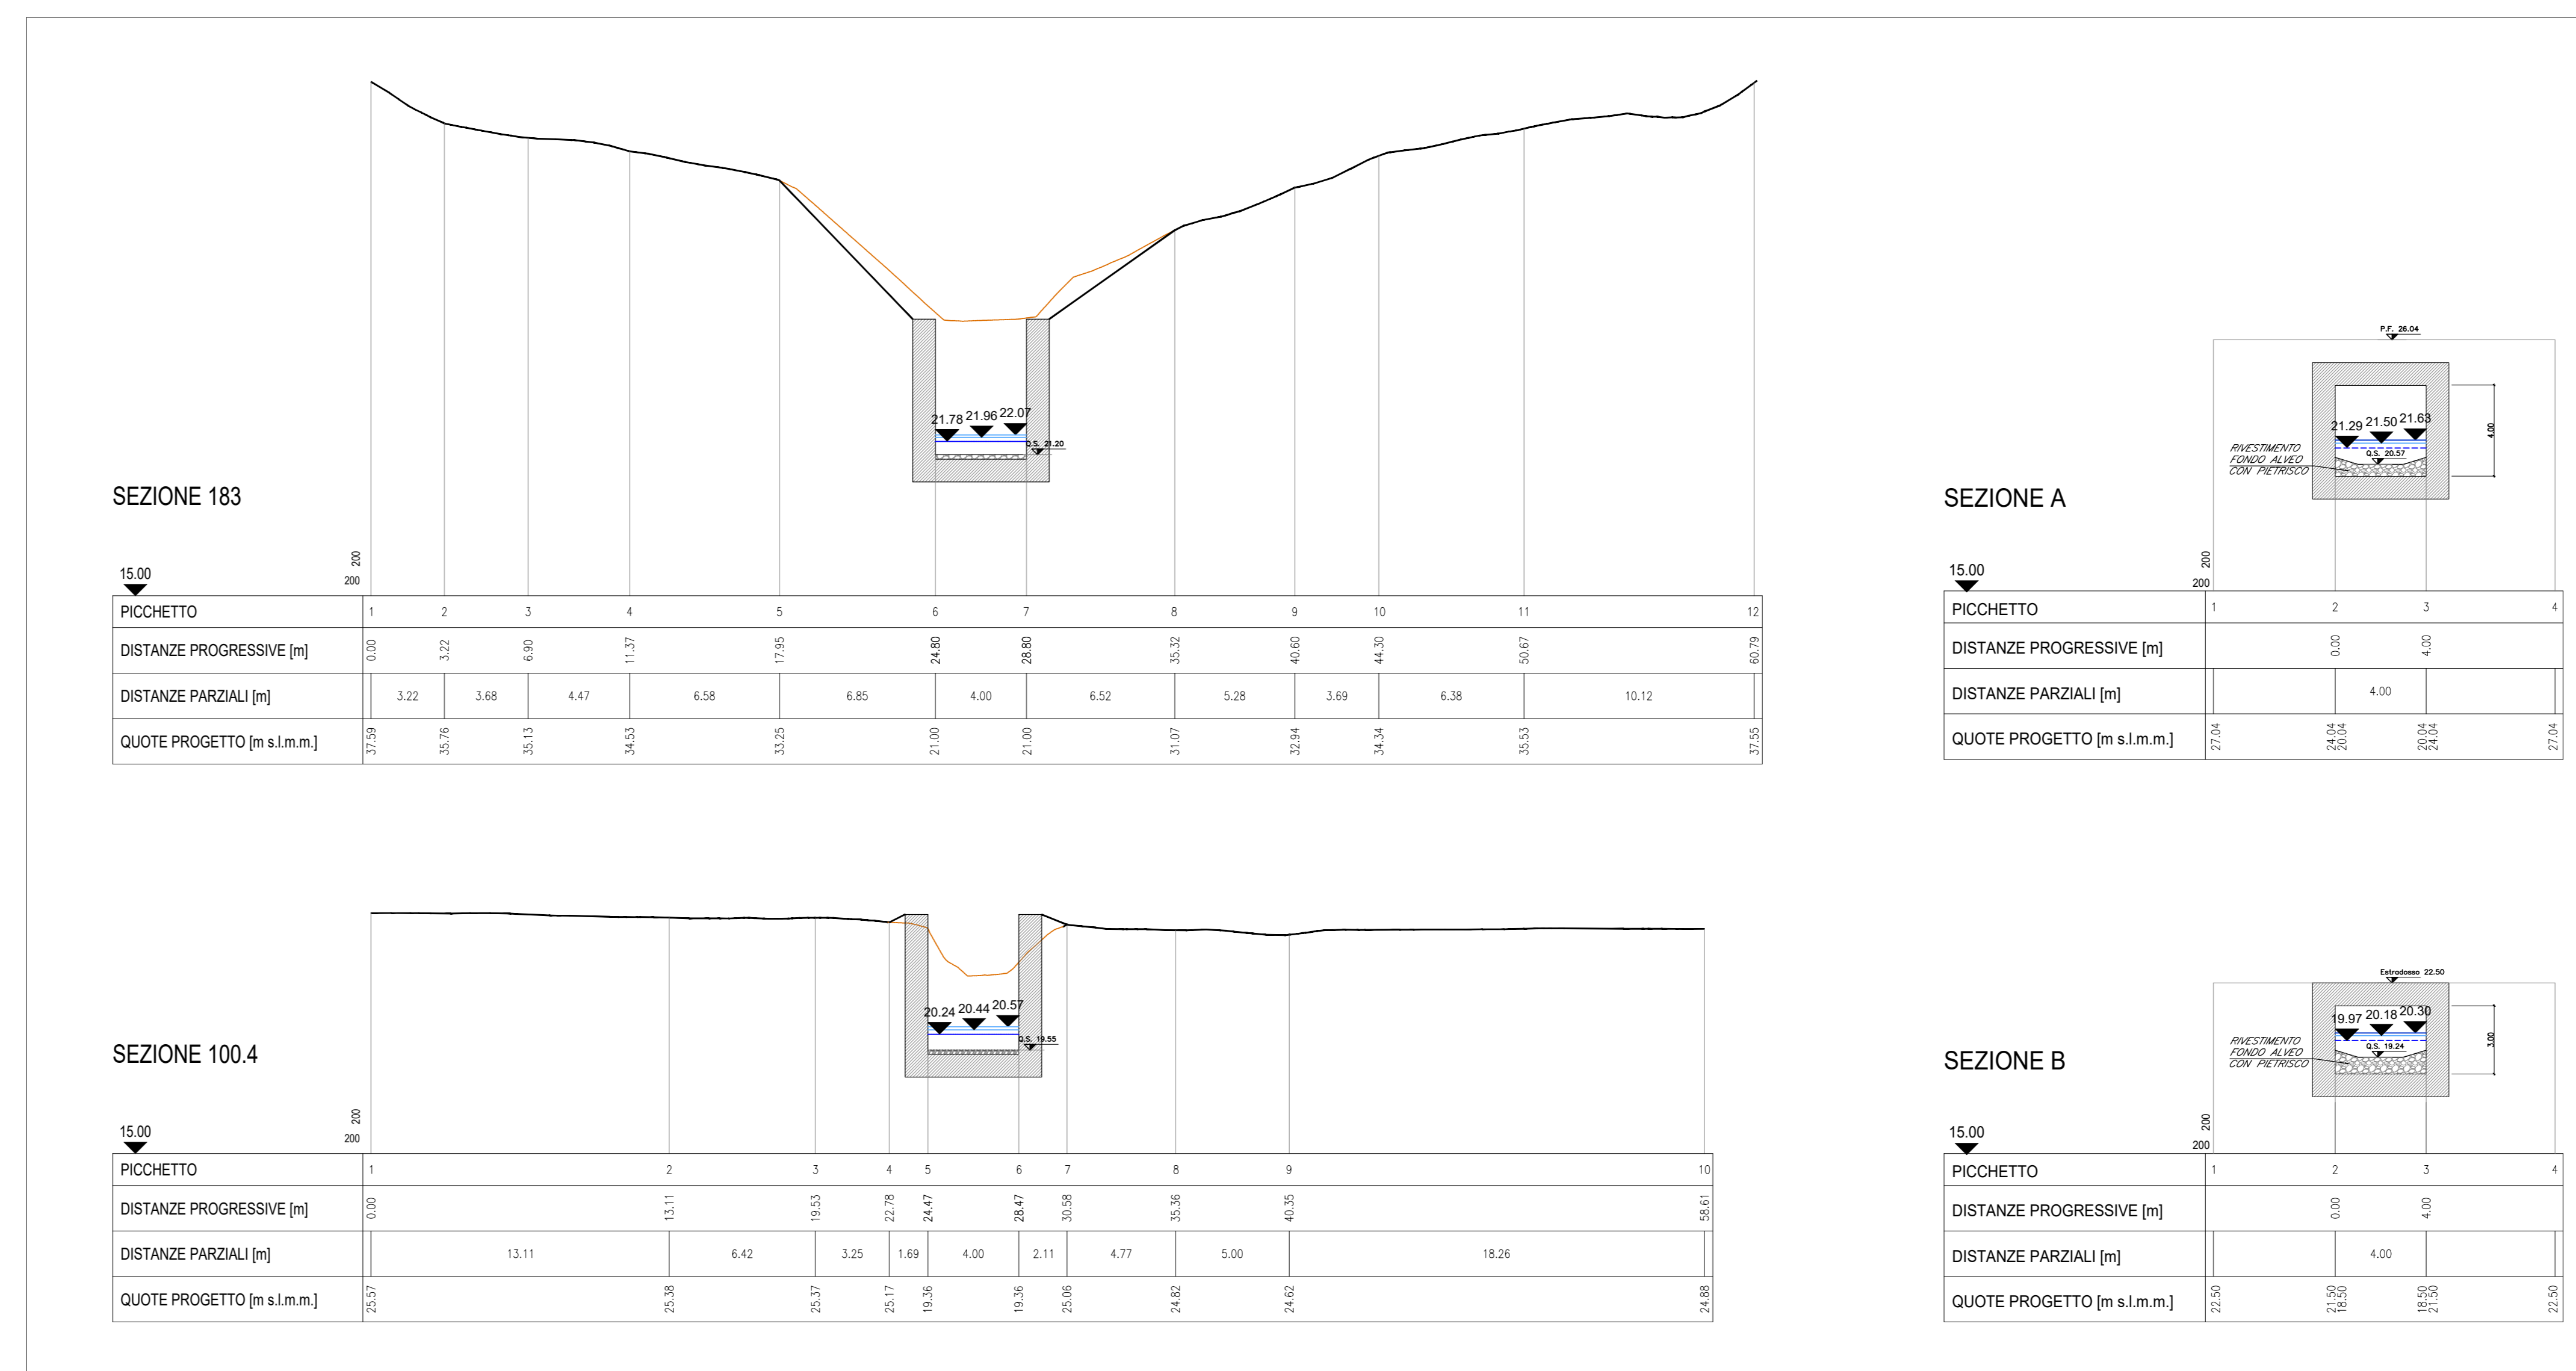 21.78 21.96 22.07
Q.S. 21.20
SEZIONE 183
200
200
15.00
PICCHETTO 1 2 3 4 5 6 7 8 9 10 11 12
DISTANZE PROGRESSIVE [m] 0.00 3.22 6.90 11.37 17.95 24.80 28.80 35.32 40.60 44.30 50.67 60.79
DISTANZE PARZIALI [m] 3.22 3.68 4.47 6.58 6.85 4.00 6.52 5.28 3.69 6.38 10.12
QUOTE PROGETTO [m s.l.m.m.] 37.59 35.76 35.13 34.53 33.25 21.00 21.00 31.07 32.94 34.34 35.53 37.55
P.F. 26.04
21.29 21.50 21.63
4.00
Q.S. 20.57
RIVESTIMENTO
FONDO ALVEO
CON PIETRISCO
SEZIONE A
200
200
15.00
PICCHETTO 1 2 3 4
DISTANZE PROGRESSIVE [m] 0.00 4.00
DISTANZE PARZIALI [m] 4.00
QUOTE PROGETTO [m s.l.m.m.] 27.04 24.04 20.04 20.04 24.04 27.04
20.24 20.44 20.57
Q.S. 19.55
SEZIONE 100.4
200
200
15.00
PICCHETTO 1 2 3 4 5 6 7 8 9 10
DISTANZE PROGRESSIVE [m] 0.00 13.11 19.53 22.78 24.47 28.47 30.58 35.36 40.35 58.61
DISTANZE PARZIALI [m] 13.11 6.42 3.25 1.69 4.00 2.11 4.77 5.00 18.26
QUOTE PROGETTO [m s.l.m.m.] 25.57 25.38 25.37 25.17 19.36 19.36 25.06 24.82 24.62 24.88
Estradosso 22.50
19.97 20.18 20.30
3.00
Q.S. 19.24
RIVESTIMENTO
FONDO ALVEO
CON PIETRISCO
SEZIONE B
200
200
15.00
PICCHETTO 1 2 3 4
DISTANZE PROGRESSIVE [m] 0.00 4.00
DISTANZE PARZIALI [m] 4.00
QUOTE PROGETTO [m s.l.m.m.] 22.50 21.50 18.50 18.50 21.50 22.50